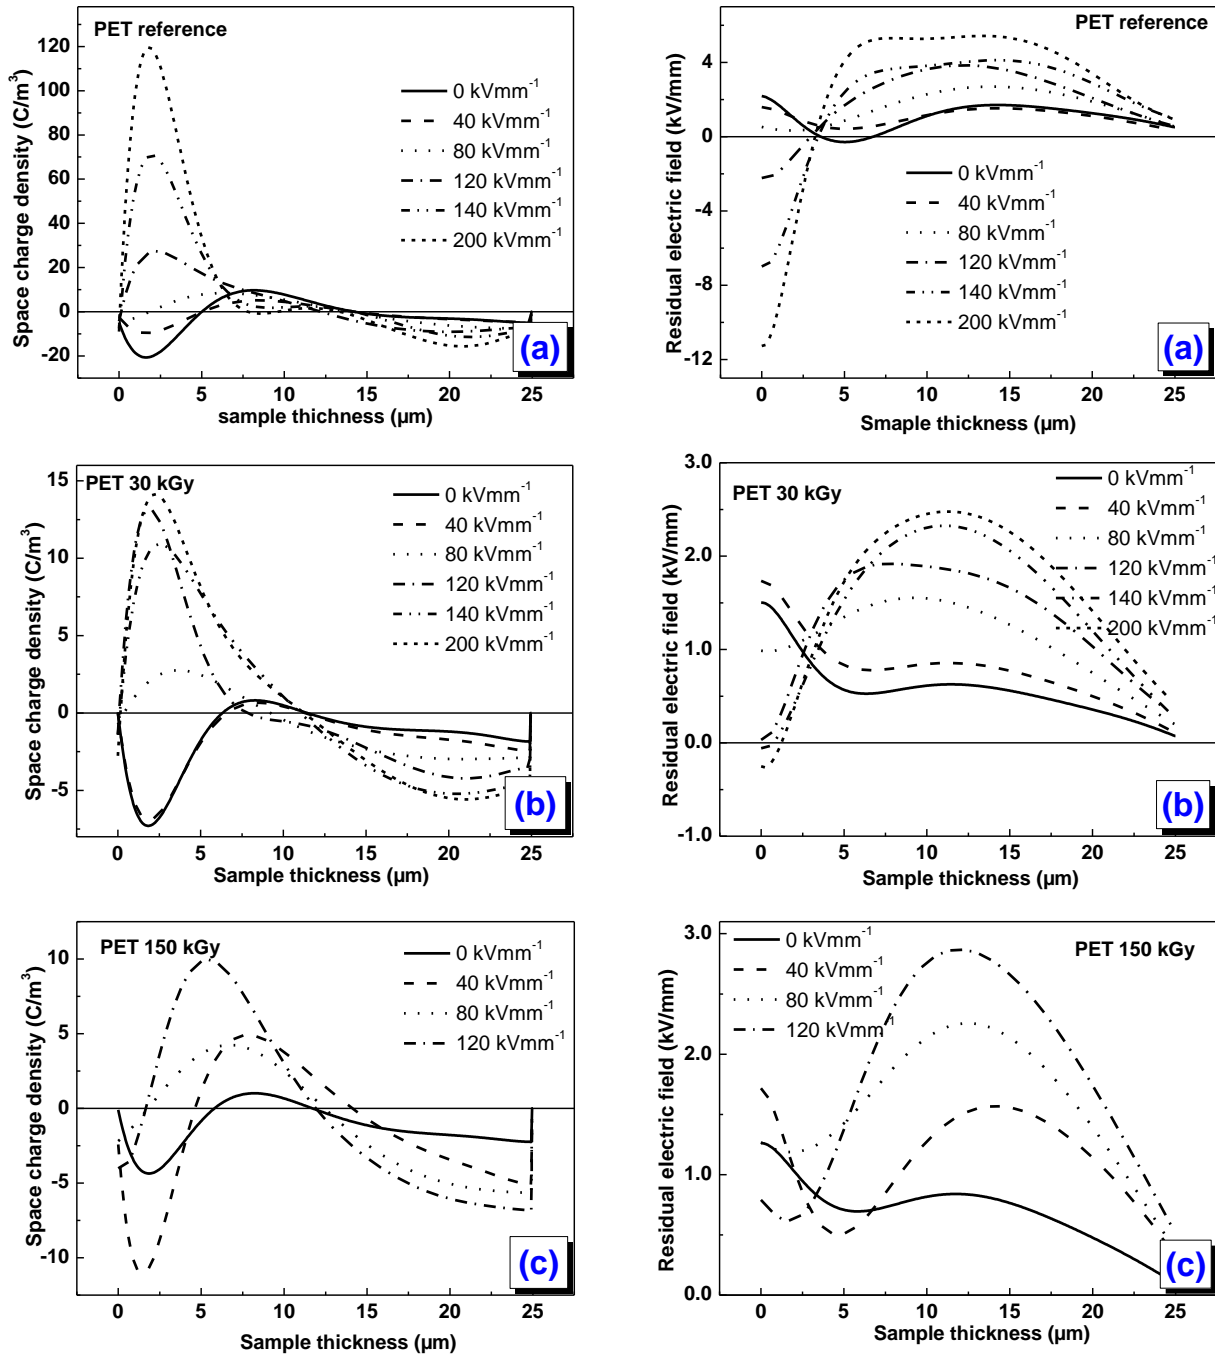 PET reference
Space charge density (C/m³)
120
100
80
60
40
20
0
-20
0 kVmm⁻¹
40 kVmm⁻¹
80 kVmm⁻¹
120 kVmm⁻¹
140 kVmm⁻¹
200 kVmm⁻¹
(a)
0 5 10 15 20 25
sample thichness (µm)
PET reference
Residual electric field (kV/mm)
4
0
-4
-8
-12
0 kVmm⁻¹
40 kVmm⁻¹
80 kVmm⁻¹
120 kVmm⁻¹
140 kVmm⁻¹
200 kVmm⁻¹
(a)
0 5 10 15 20 25
Smaple thickness (µm)
PET 30 kGy
Space charge density (C/m³)
15
10
5
0
-5
0 kVmm⁻¹
40 kVmm⁻¹
80 kVmm⁻¹
120 kVmm⁻¹
140 kVmm⁻¹
200 kVmm⁻¹
(b)
0 5 10 15 20 25
Sample thickness (µm)
PET 30 kGy
Residual electric field (kV/mm)
3.0
2.0
1.0
0.0
-1.0
0 kVmm⁻¹
40 kVmm⁻¹
80 kVmm⁻¹
120 kVmm⁻¹
140 kVmm⁻¹
200 kVmm⁻¹
(b)
0 5 10 15 20 25
Sample thickness (µm)
PET 150 kGy
Space charge density (C/m³)
10
5
0
-5
-10
0 kVmm⁻¹
40 kVmm⁻¹
80 kVmm⁻¹
120 kVmm⁻¹
(c)
0 5 10 15 20 25
Sample thickness (µm)
PET 150 kGy
Residual electric field (kV/mm)
3.0
2.0
1.0
0.0
0 kVmm⁻¹
40 kVmm⁻¹
80 kVmm⁻¹
120 kVmm⁻¹
(c)
0 5 10 15 20 25
Sample thickness (µm)